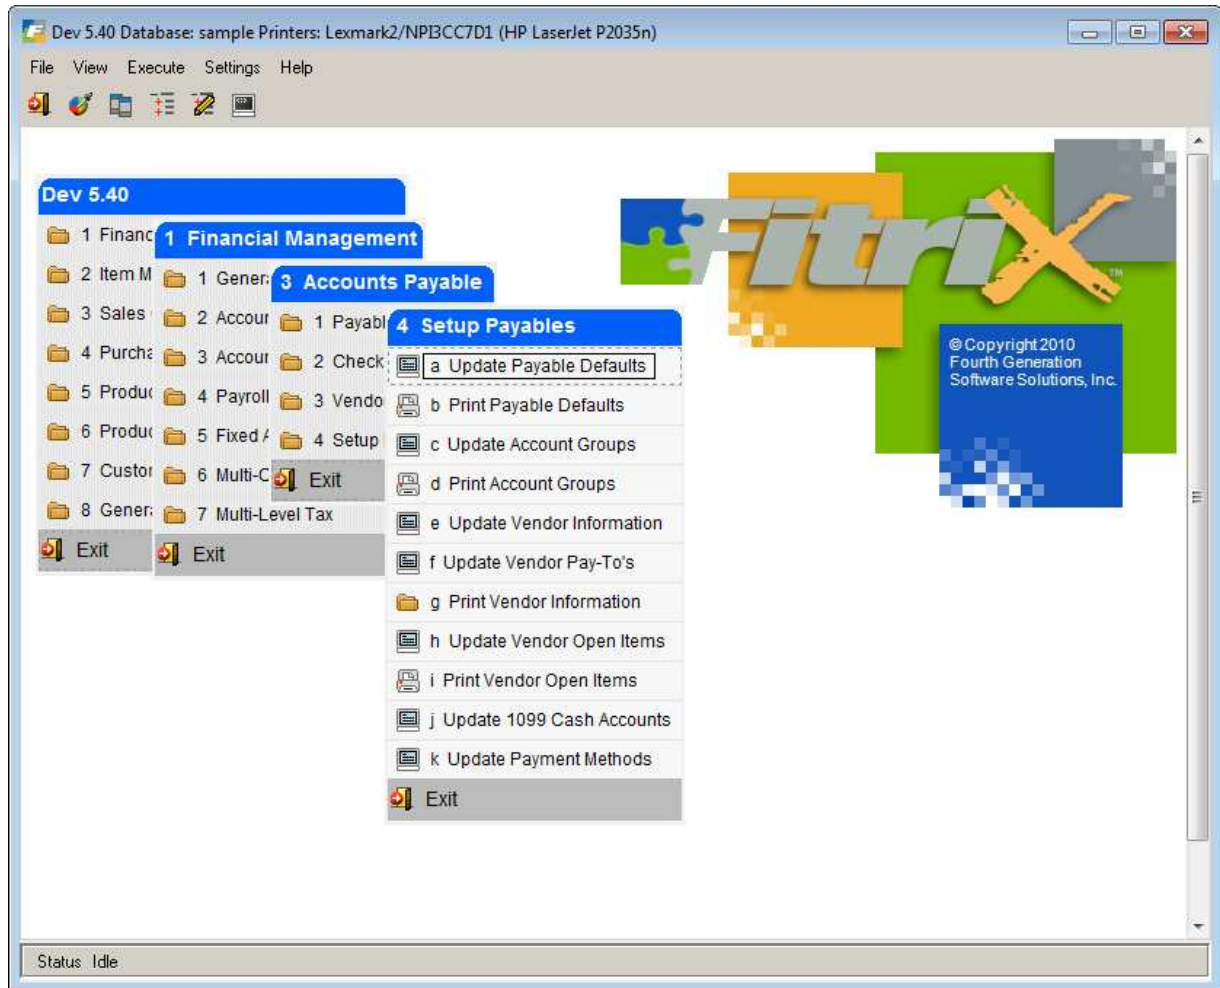 Dev 5.40 Database: sample Printers: Lexmark2/NPI3CC7D1 (HP LaserJet P2035n)
File View Execute Settings Help
Dev 5.40
1 Financ
2 Item M
3 Sales
4 Purcha
5 Produc
6 Produc
7 Custor
8 Genera
Exit
1 Financial Management
1 Genera
2 Accour
3 Accour
4 Payroll
5 Fixed A
6 Multi-C
7 Multi-Level Tax
Exit
3 Accounts Payable
1 Payabl
2 Check
3 Vendo
4 Setup
Exit
4 Setup Payables
a Update Payable Defaults
b Print Payable Defaults
c Update Account Groups
d Print Account Groups
e Update Vendor Information
f Update Vendor Pay-To's
g Print Vendor Information
h Update Vendor Open Items
i Print Vendor Open Items
j Update 1099 Cash Accounts
k Update Payment Methods
Exit
FitriX™
©Copyright 2010
Fourth Generation
Software Solutions, Inc.
Status Idle